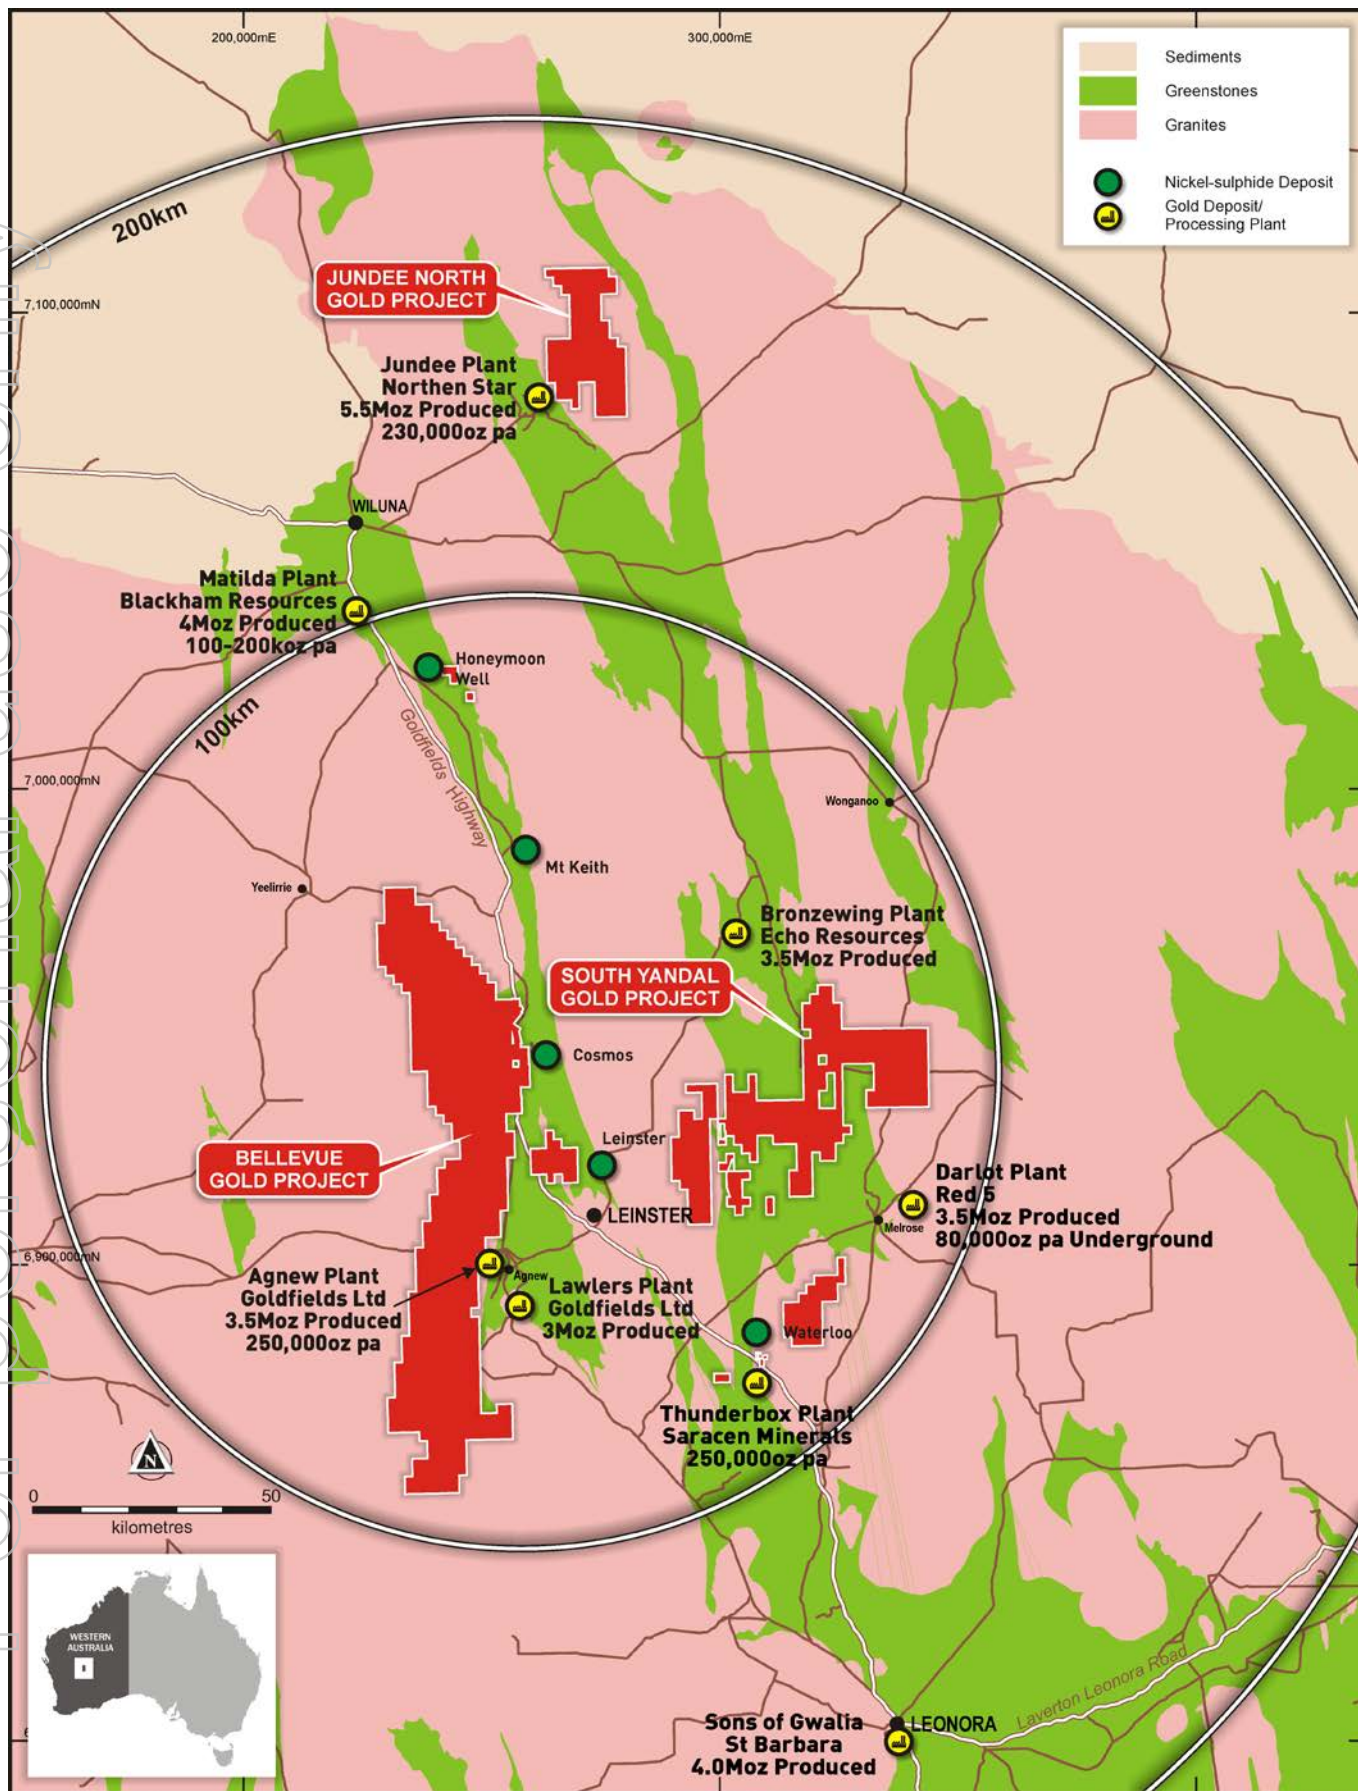 200,000mE
300,000mE
Sediments
Greenstones
Granites
Nickel-sulphide Deposit
Gold Deposit/
Processing Plant
200km
JUNDEE NORTH
GOLD PROJECT
7,100,000mN
Jundee Plant
Northen Star
5.5Moz Produced
230,000oz pa
WILUNA
Matilda Plant
Blackham Resources
4Moz Produced
100-200koz pa
Honeymoon
Well
100km
Goldfields Highway
7,000,000mN
Wonganoo
Mt Keith
Yeelirrie
Bronzewing Plant
Echo Resources
3.5Moz Produced
SOUTH YANDAL
GOLD PROJECT
Cosmos
Leinster
BELLEVUE
GOLD PROJECT
Darlot Plant
Red 5
3.5Moz Produced
80,000oz pa Underground
LEINSTER
Melrose
6,900,000mN
Agnew Plant
Goldfields Ltd
3.5Moz Produced
250,000oz pa
Agnew
Lawlers Plant
Goldfields Ltd
3Moz Produced
Waterloo
Thunderbox Plant
Saracen Minerals
250,000oz pa
N
0 50
kilometres
WESTERN
AUSTRALIA
Laverton Leonora Road
Sons of Gwalia
St Barbara
4.0Moz Produced
LEONORA